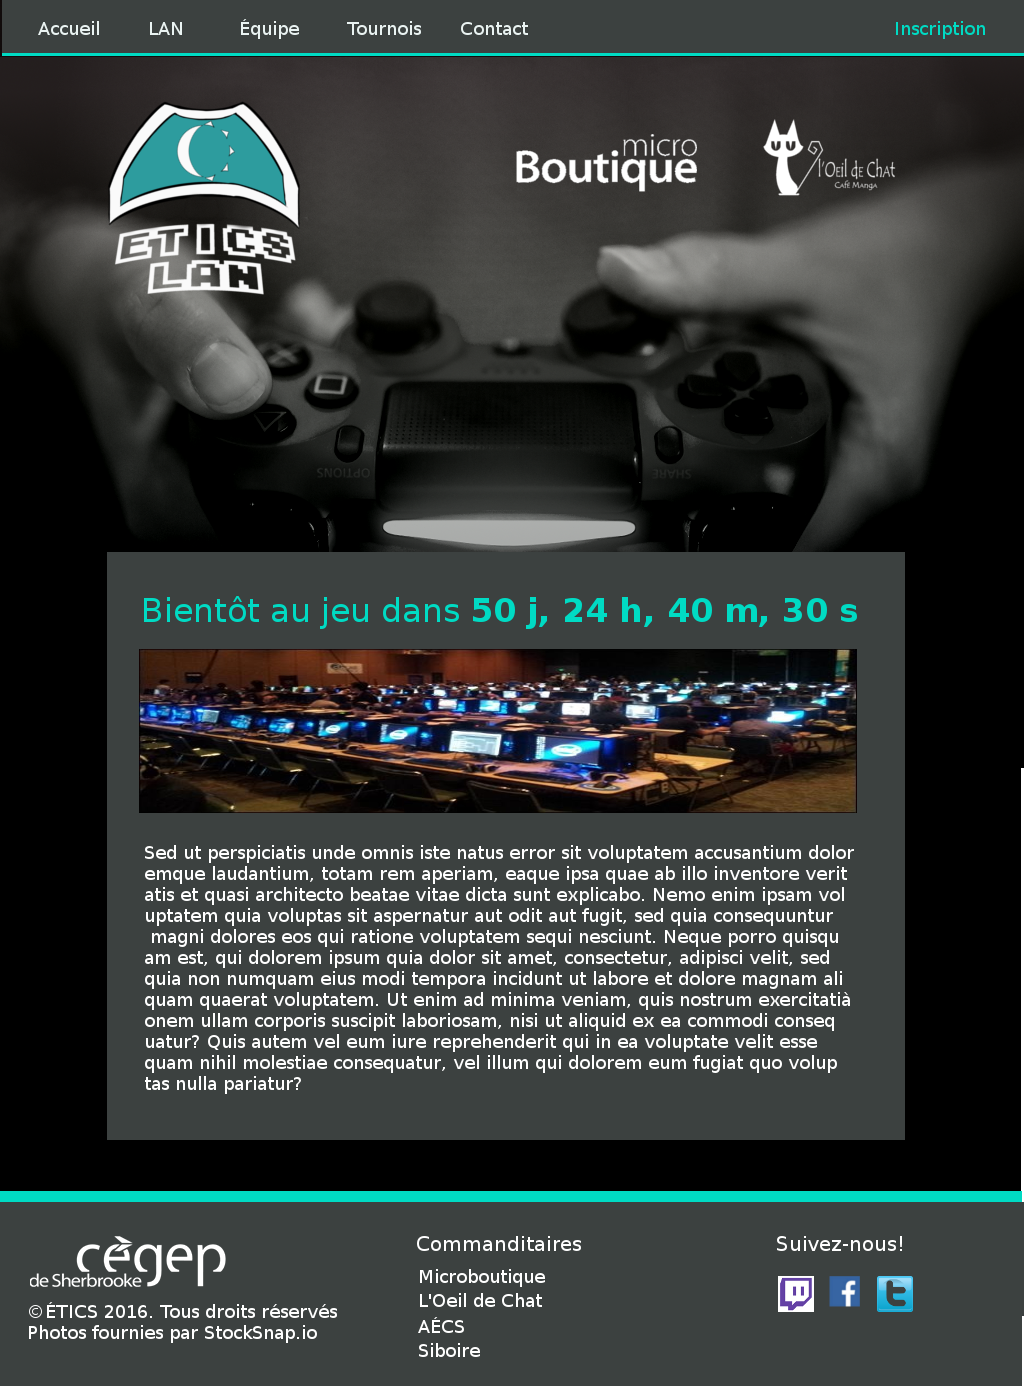 Accueil LAN Équipe Tournois Contact Inscription
ETICS
LAN
micro
Boutique
l'Oeil de Chat
Café Manga
OPTIONS
SHARE
Bientôt au jeu dans 50 j, 24 h, 40 m, 30 s
Sed ut perspiciatis unde omnis iste natus error sit voluptatem accusantium dolor
emque laudantium, totam rem aperiam, eaque ipsa quae ab illo inventore verit
atis et quasi architecto beatae vitae dicta sunt explicabo. Nemo enim ipsam vol
uptatem quia voluptas sit aspernatur aut odit aut fugit, sed quia consequuntur
magni dolores eos qui ratione voluptatem sequi nesciunt. Neque porro quisqu
am est, qui dolorem ipsum quia dolor sit amet, consectetur, adipisci velit, sed
quia non numquam eius modi tempora incidunt ut labore et dolore magnam ali
quam quaerat voluptatem. Ut enim ad minima veniam, quis nostrum exercitatià
onem ullam corporis suscipit laboriosam, nisi ut aliquid ex ea commodi conseq
uatur? Quis autem vel eum iure reprehenderit qui in ea voluptate velit esse
quam nihil molestiae consequatur, vel illum qui dolorem eum fugiat quo volup
tas nulla pariatur?
cégep
de Sherbrooke
©ÉTICS 2016. Tous droits réservés
Photos fournies par StockSnap.io
Commanditaires
Microboutique
L'Oeil de Chat
AÉCS
Siboire
Suivez-nous!